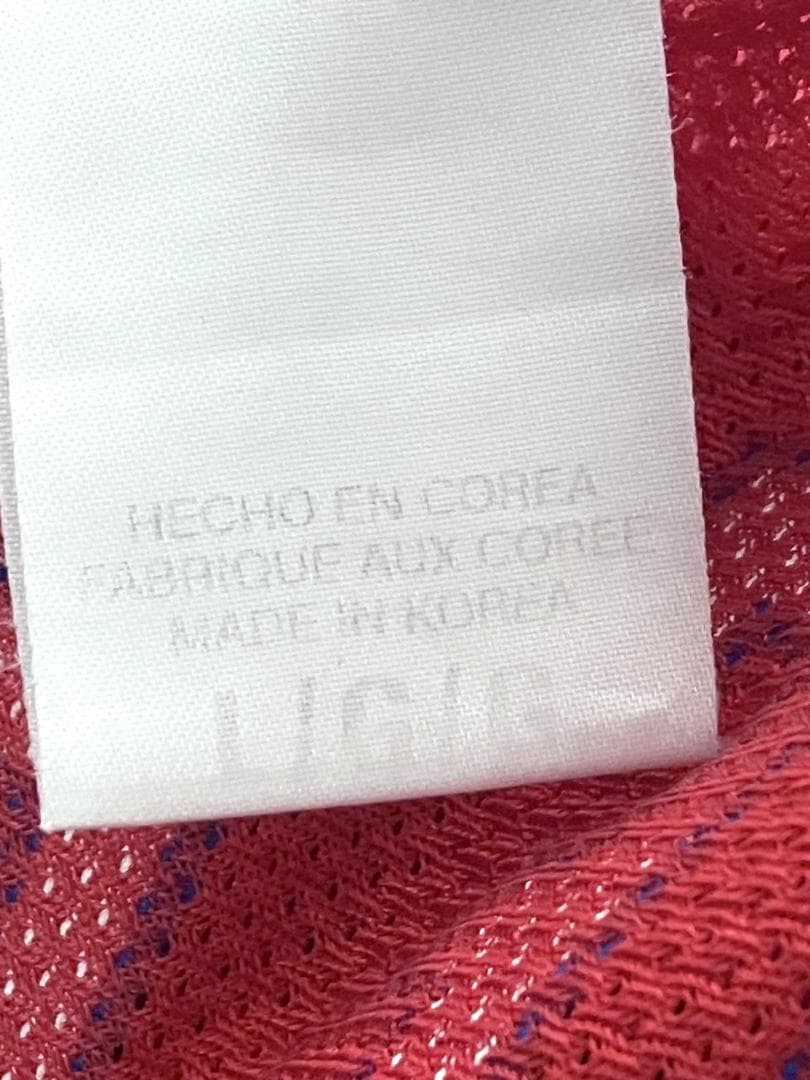 HECHO EN COREA
FABRIQUE AUX COREE
MADE IN KOREA
L/G/G